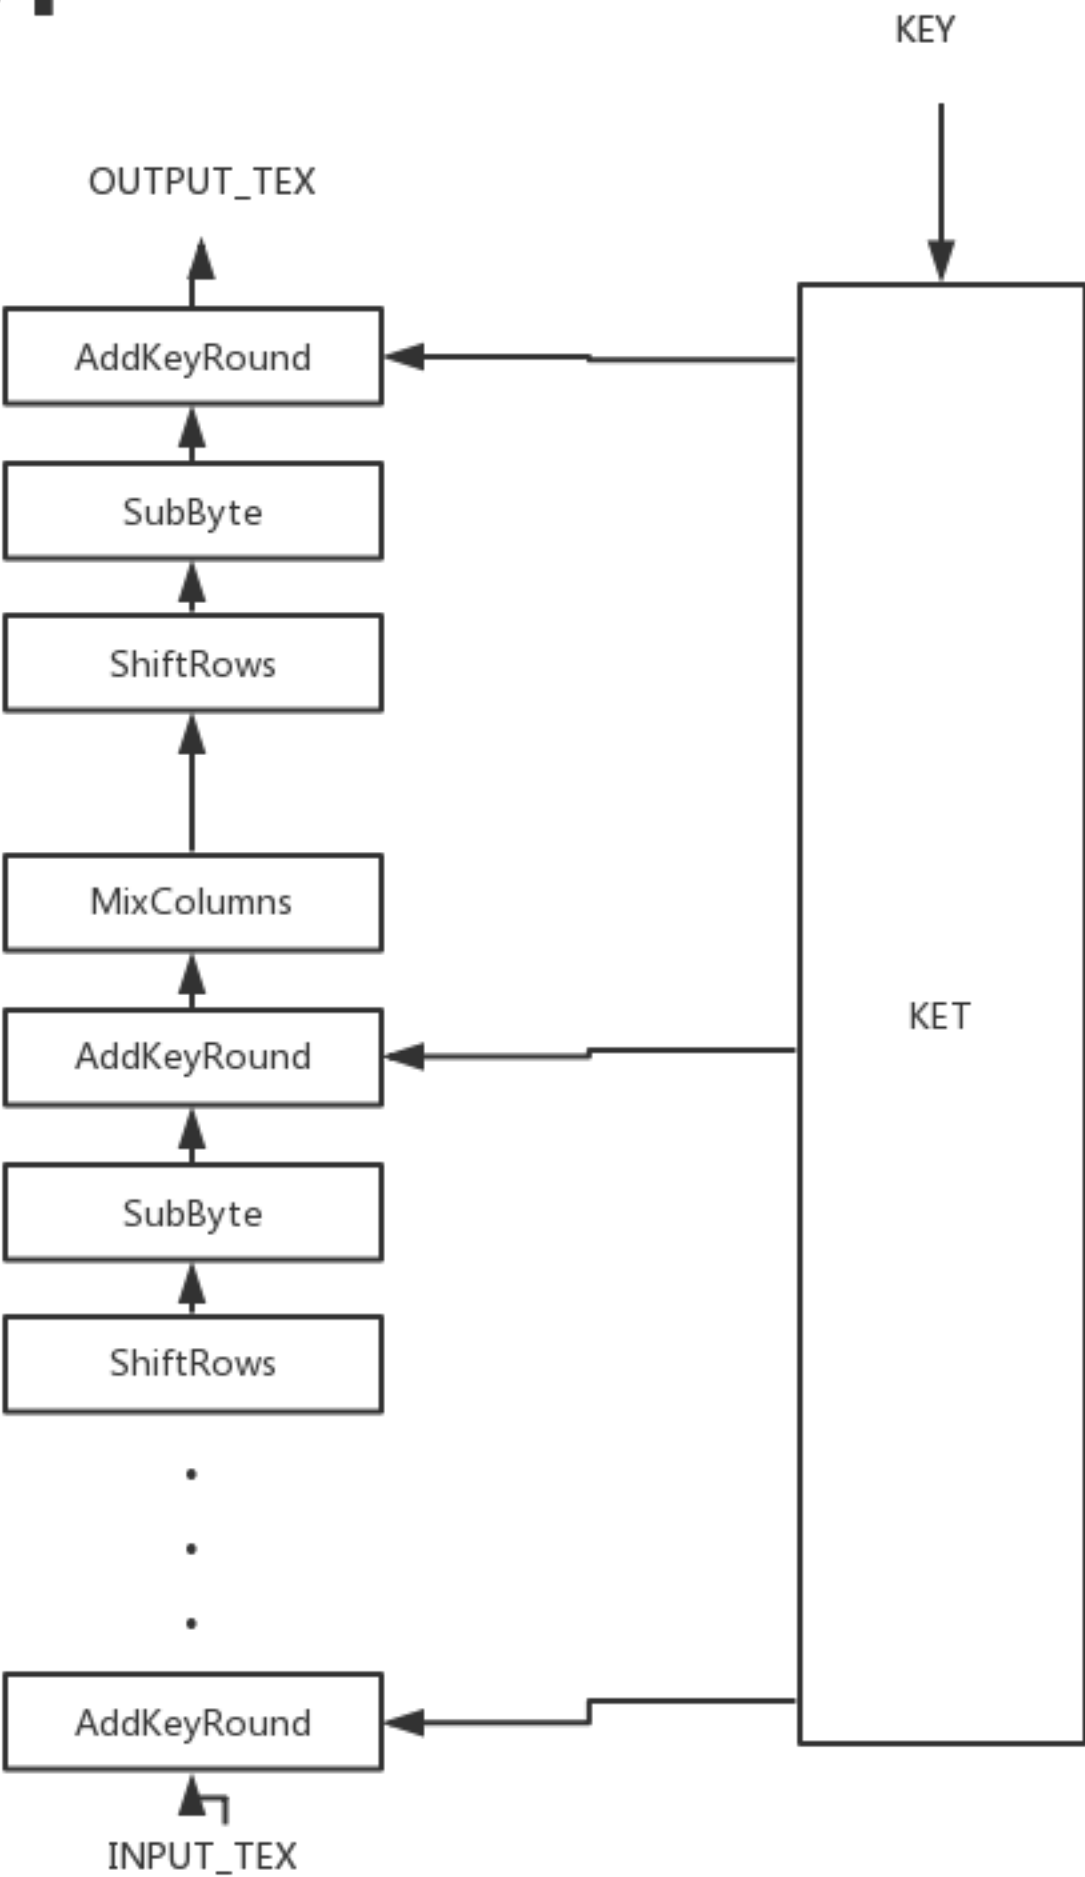 KEY
OUTPUT_TEX
AddKeyRound
SubByte
ShiftRows
MixColumns
KET
AddKeyRound
SubByte
ShiftRows
AddKeyRound
INPUT_TEX